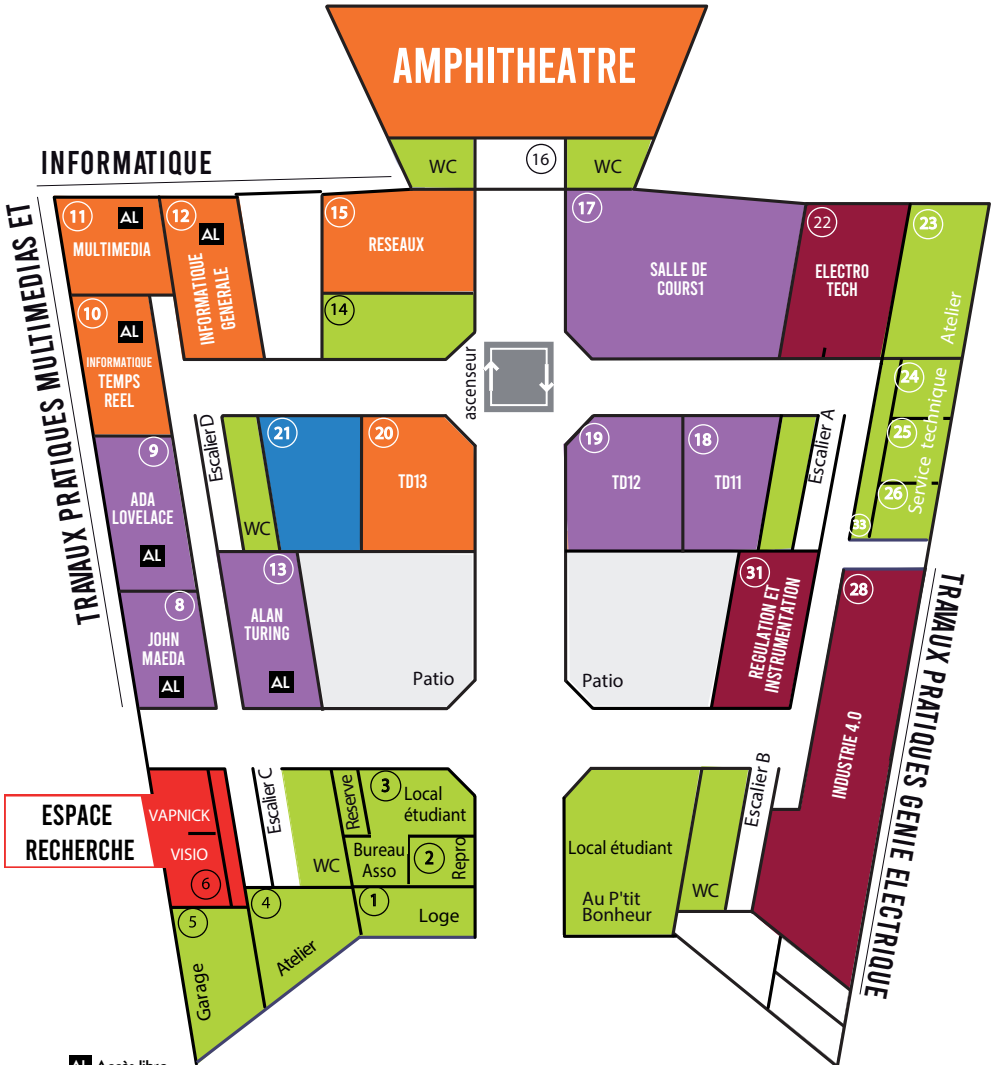 AMPHITHEATRE
WC
16
WC
INFORMATIQUE
TRAVAUX PRATIQUES MULTIMEDIAS ET
11
AL
MULTIMEDIA
12
AL
INFORMATIQUE
GENERALE
15
RESEAUX
14
17
SALLE DE
COURS1
22
ELECTRO
TECH
23
Atelier
10
AL
INFORMATIQUE
TEMPS
REEL
ascenseur
24
25
26
Service technique
33
9
ADA
LOVELACE
AL
Escalier D
WC
21
20
TD13
19
TD12
18
TD11
Escalier A
8
JOHN
MAEDA
AL
13
ALAN
TURING
AL
Patio
Patio
31
REGULATION ET
INSTRUMENTATION
28
INDUSTRIE 4.0
TRAVAUX PRATIQUES GENIE ELECTRIQUE
ESPACE
RECHERCHE
VAPNICK
VISIO
6
Escalier C
WC
Reserve
3
Local
étudiant
Bureau
Asso
2
Repro
1
Loge
4
Atelier
5
Garage
Local étudiant
Au P'tit
Bonheur
WC
Escalier B